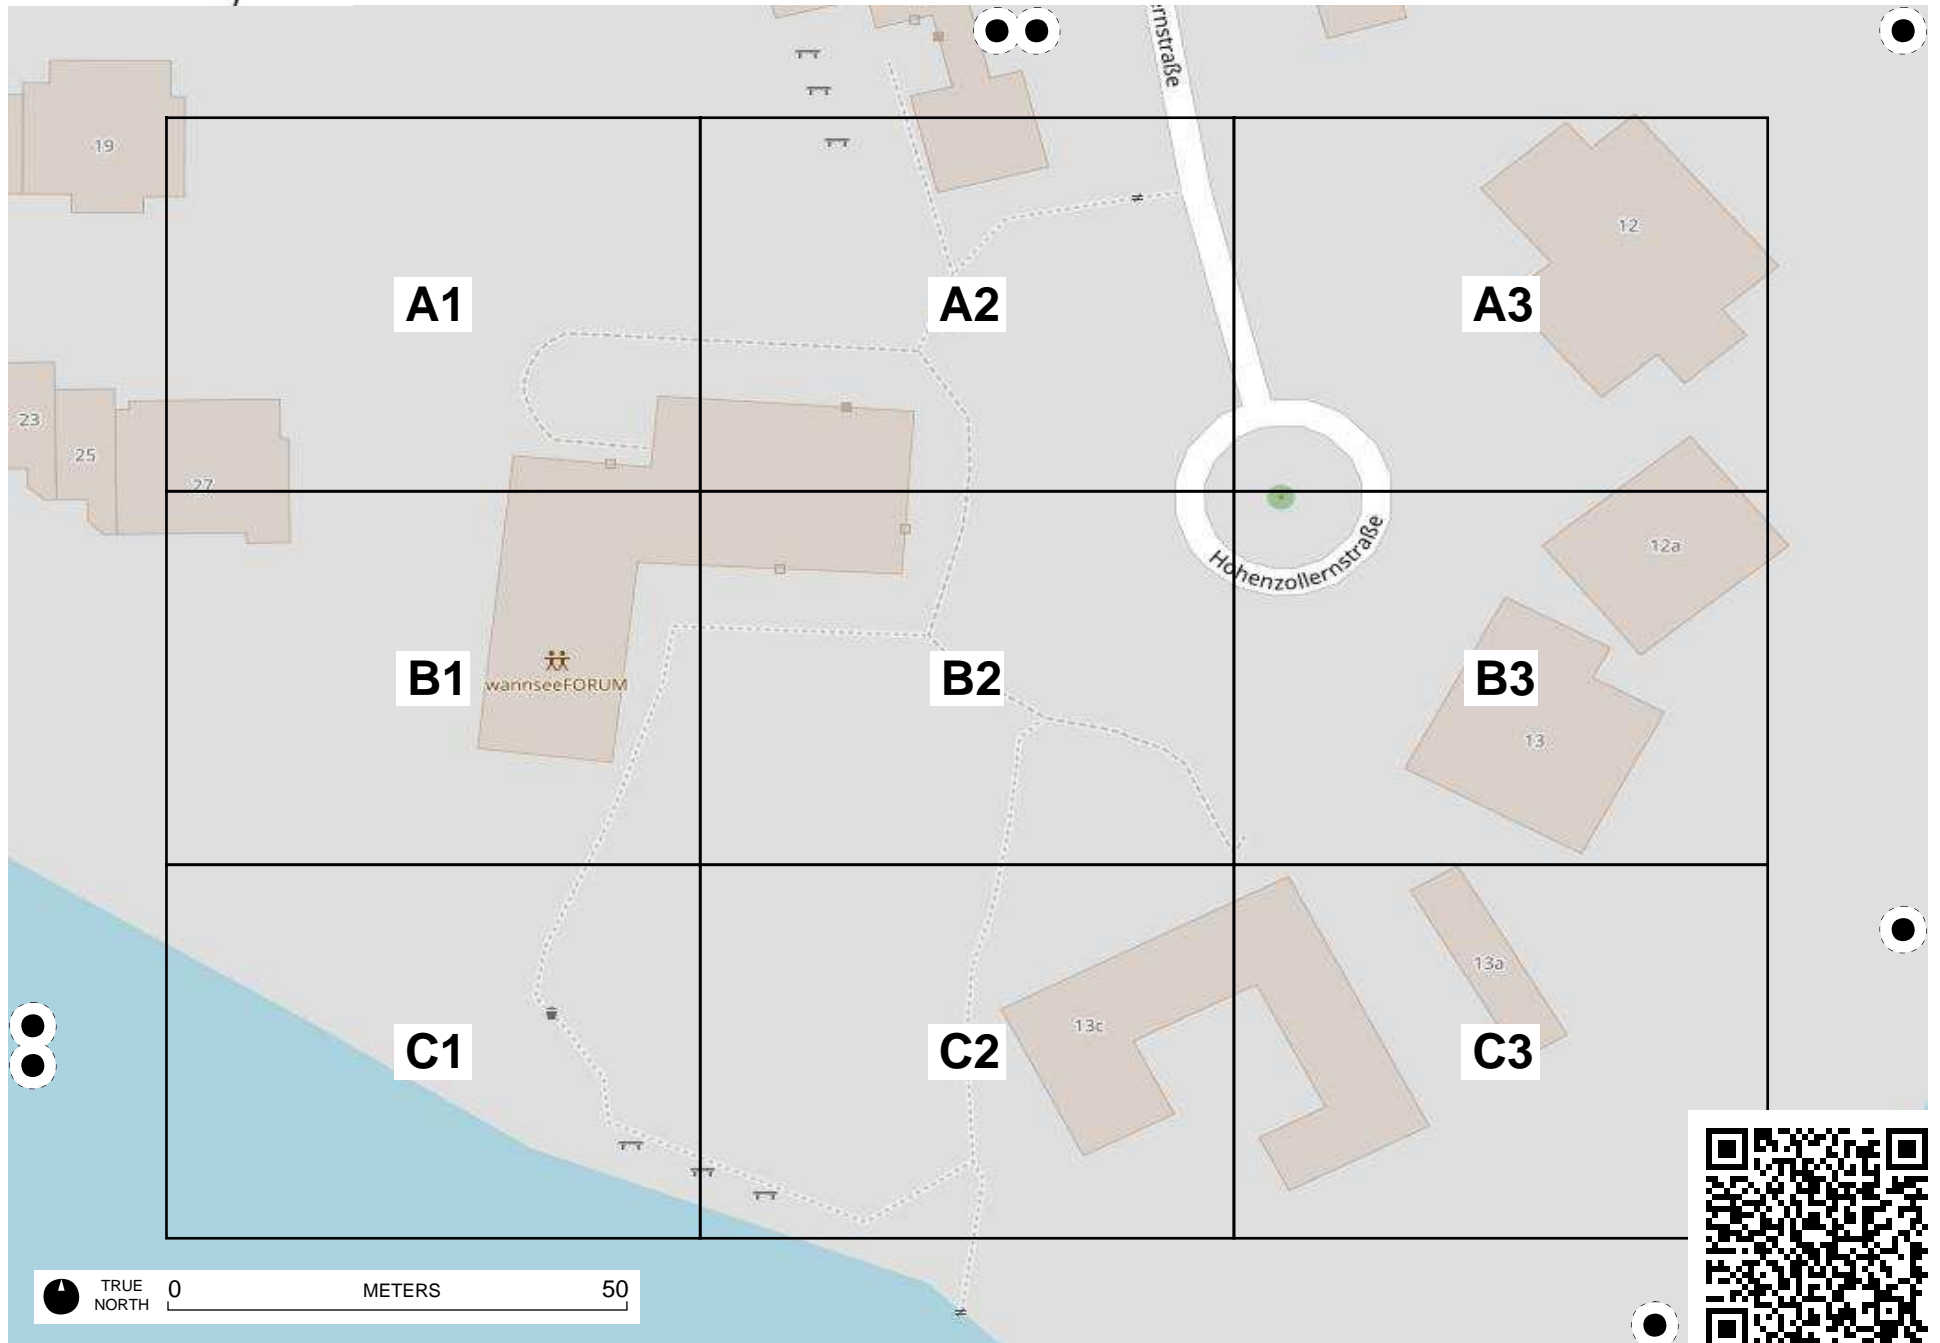 ernstraße
19
12
A1
A2
A3
23
25
27
Hohenzollernstraße
12a
B1
wannseeFORUM
B2
B3
13
13a
13c
C1
C2
C3
TRUE
NORTH
0
METERS
50